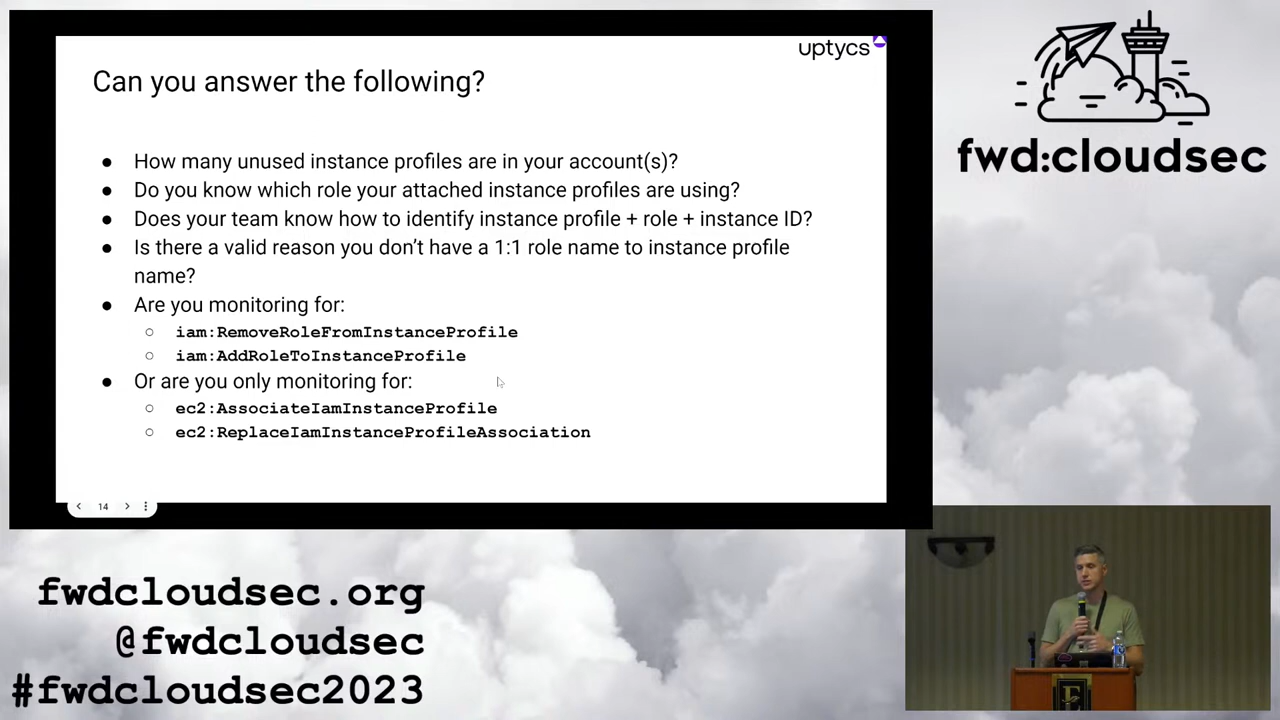 uptycs
Can you answer the following?
● How many unused instance profiles are in your account(s)?
● Do you know which role your attached instance profiles are using?
● Does your team know how to identify instance profile + role + instance ID?
● Is there a valid reason you don’t have a 1:1 role name to instance profile
name?
● Are you monitoring for:
○ iam:RemoveRoleFromInstanceProfile
○ iam:AddRoleToInstanceProfile
● Or are you only monitoring for:
○ ec2:AssociateIamInstanceProfile
○ ec2:ReplaceIamInstanceProfileAssociation
14
fwd:cloudsec
fwdcloudsec.org
@fwdcloudsec
#fwdcloudsec2023
E